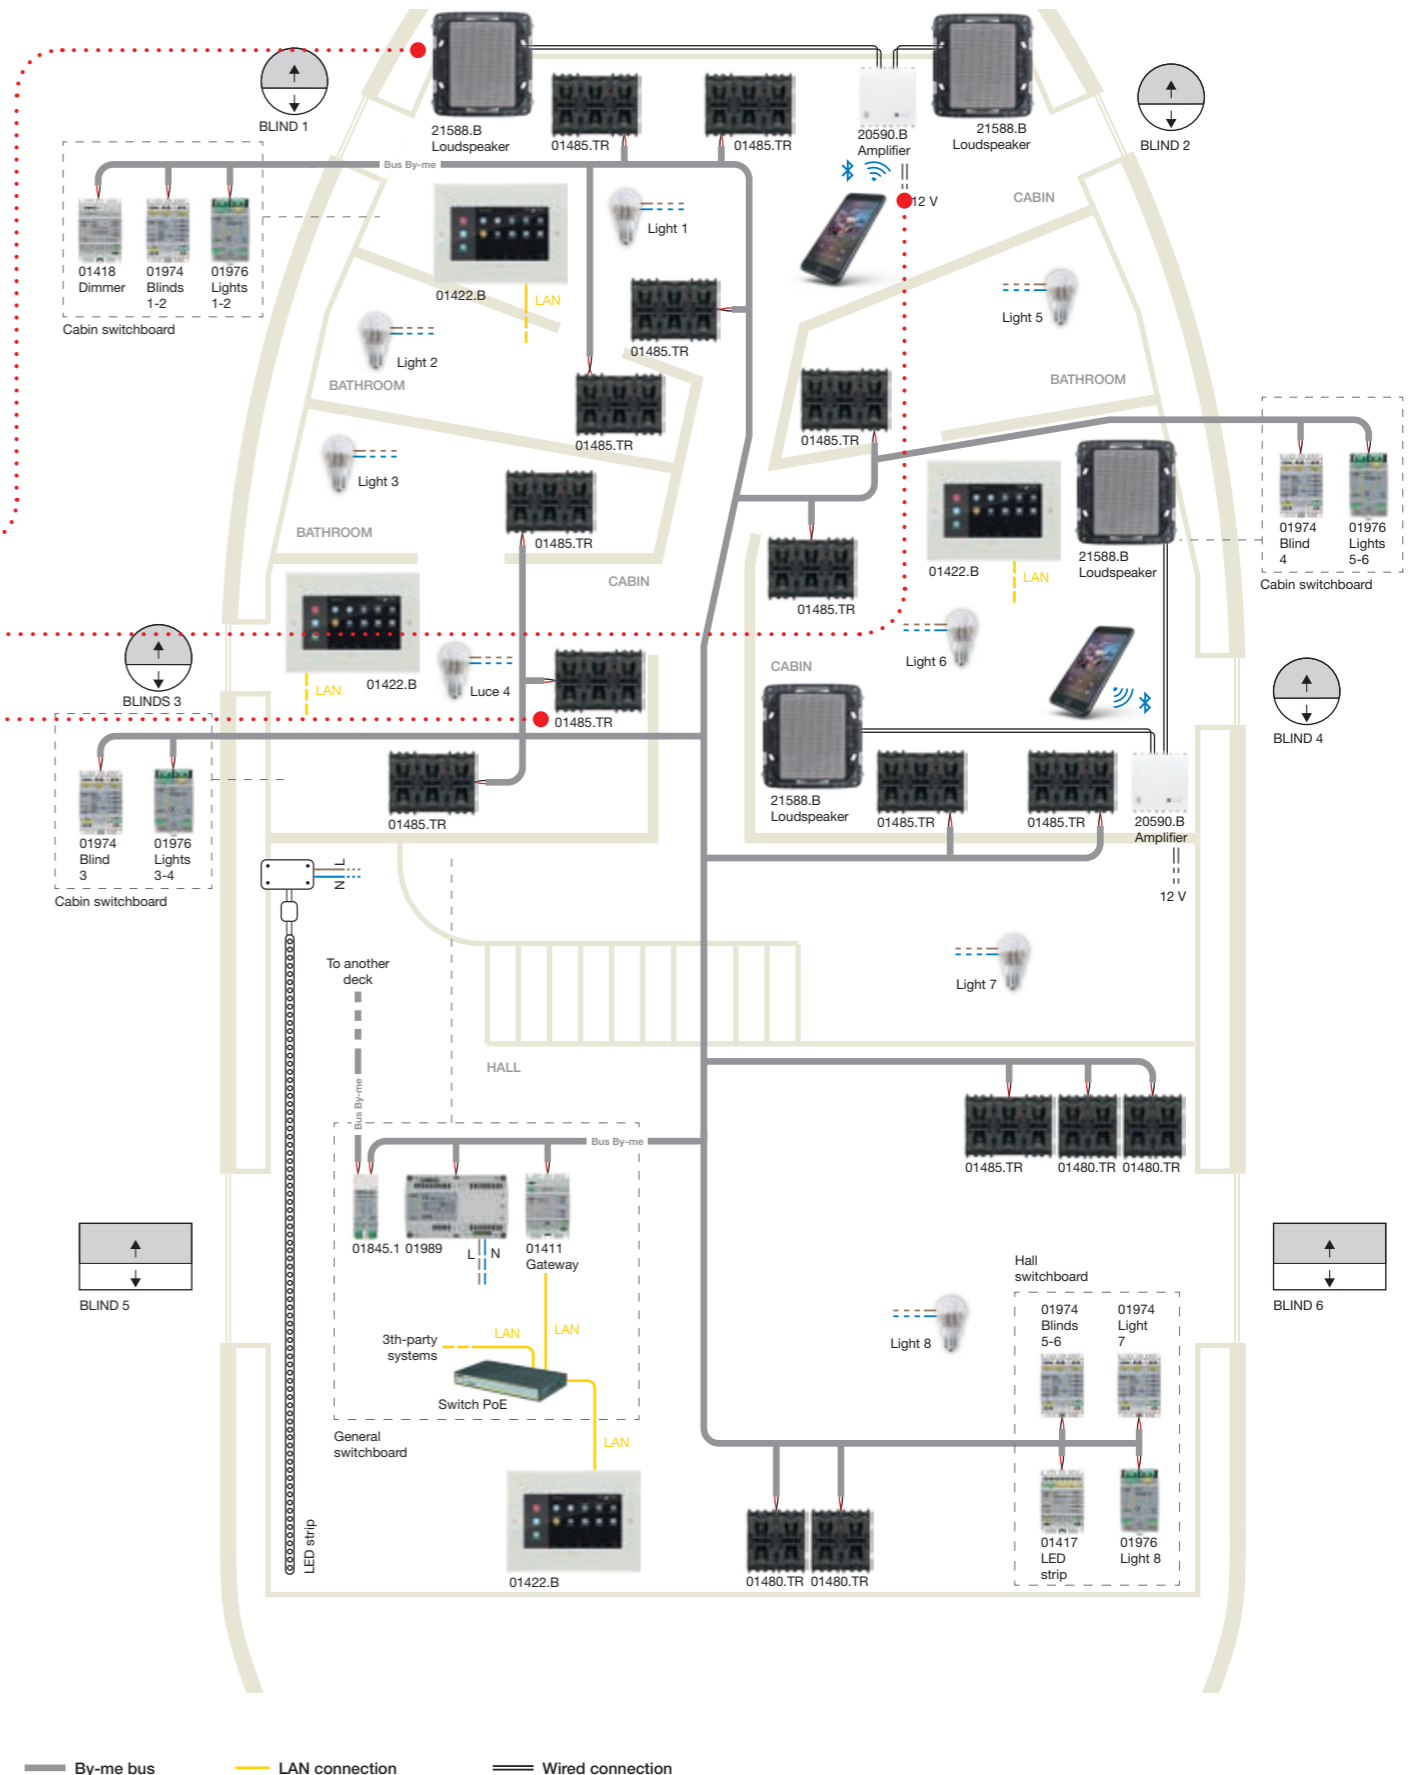 BLIND 1
21588.B
Loudspeaker
01485.TR
01485.TR
20590.B
Amplifier
21588.B
Loudspeaker
BLIND 2
Bus By-me
12 V
CABIN
01418
Dimmer
01974
Blinds
1-2
01976
Lights
1-2
Cabin switchboard
01422.B
LAN
Light 1
Light 5
01485.TR
Light 2
BATHROOM
BATHROOM
01485.TR
01485.TR
Light 3
BATHROOM
01485.TR
CABIN
01485.TR
01422.B
LAN
21588.B
Loudspeaker
01974
Blind
4
01976
Lights
5-6
Cabin switchboard
BLINDS 3
LAN
01422.B
Luce 4
01485.TR
CABIN
Light 6
BLIND 4
01974
Blind
3
01976
Lights
3-4
Cabin switchboard
01485.TR
21588.B
Loudspeaker
01485.TR
01485.TR
20590.B
Amplifier
12 V
L
N
To another
deck
Light 7
HALL
Bus By-me
Bus By-me
01485.TR
01480.TR
01480.TR
01845.1
01989
L
N
01411
Gateway
BLIND 5
BLIND 6
Hall
switchboard
01974
Blinds
5-6
01974
Light
7
3th-party
systems
LAN
LAN
Switch PoE
Light 8
General
switchboard
LAN
LED strip
01422.B
01480.TR
01480.TR
01417
LED
strip
01976
Light 8
By-me bus
LAN connection
Wired connection